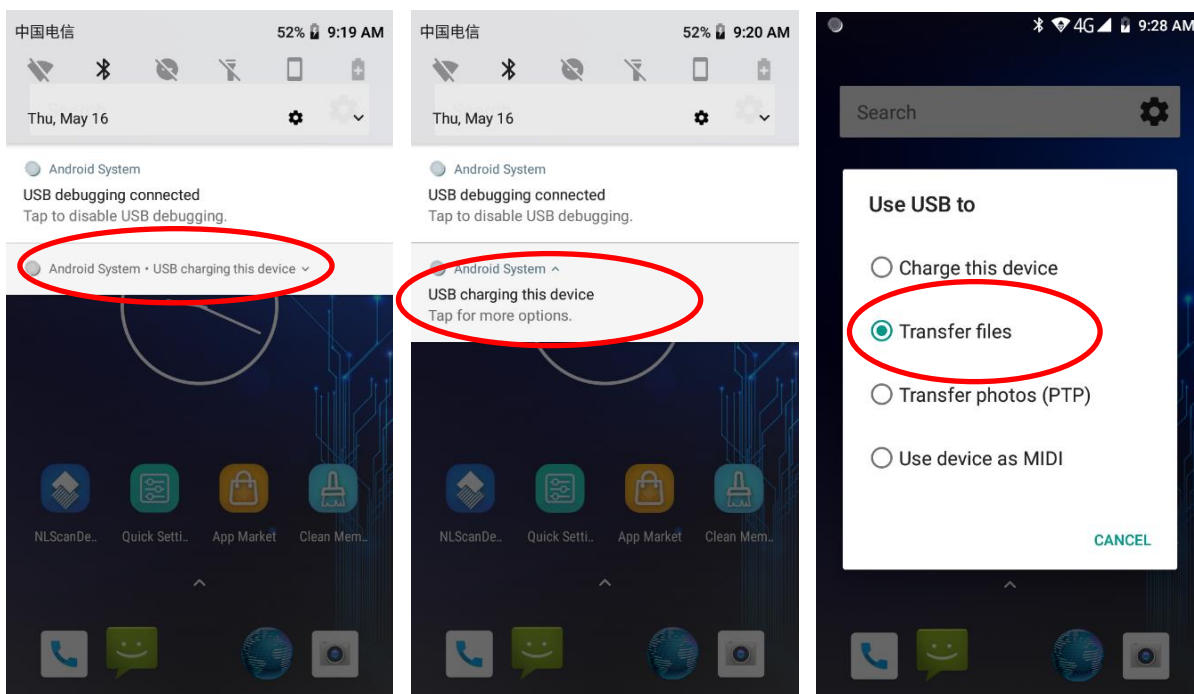 中国电信
52% 9:19 AM
Thu, May 16
Android System
USB debugging connected
Tap to disable USB debugging.
Android System • USB charging this device
NLScanDe..
Quick Setti..
App Market
Clean Mem..
中国电信
52% 9:20 AM
Thu, May 16
Android System
USB debugging connected
Tap to disable USB debugging.
Android System
USB charging this device
Tap for more options.
NLScanDe..
Quick Setti..
App Market
Clean Mem..
4G 9:28 AM
Search
Use USB to
Charge this device
Transfer files
Transfer photos (PTP)
Use device as MIDI
CANCEL